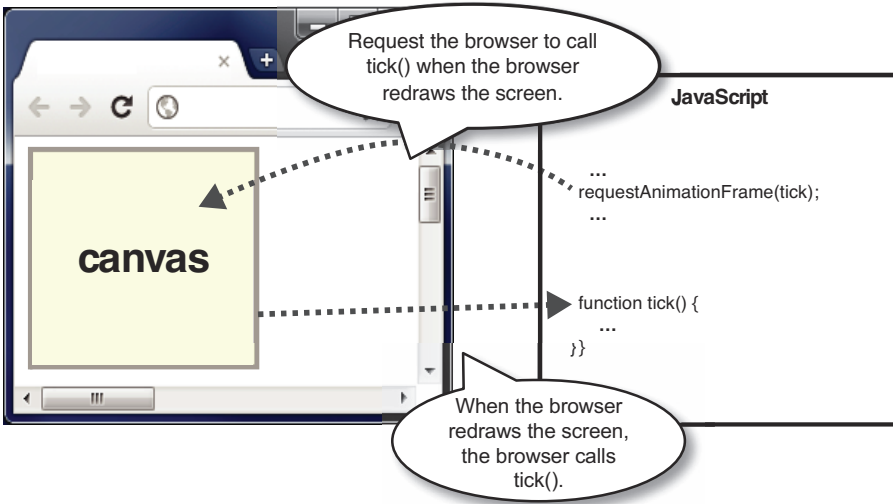 Request the browser to call
tick() when the browser
redraws the screen.
JavaScript
...
requestAnimationFrame(tick);
...
canvas
function tick() {
...
}}
When the browser
redraws the screen,
the browser calls
tick().